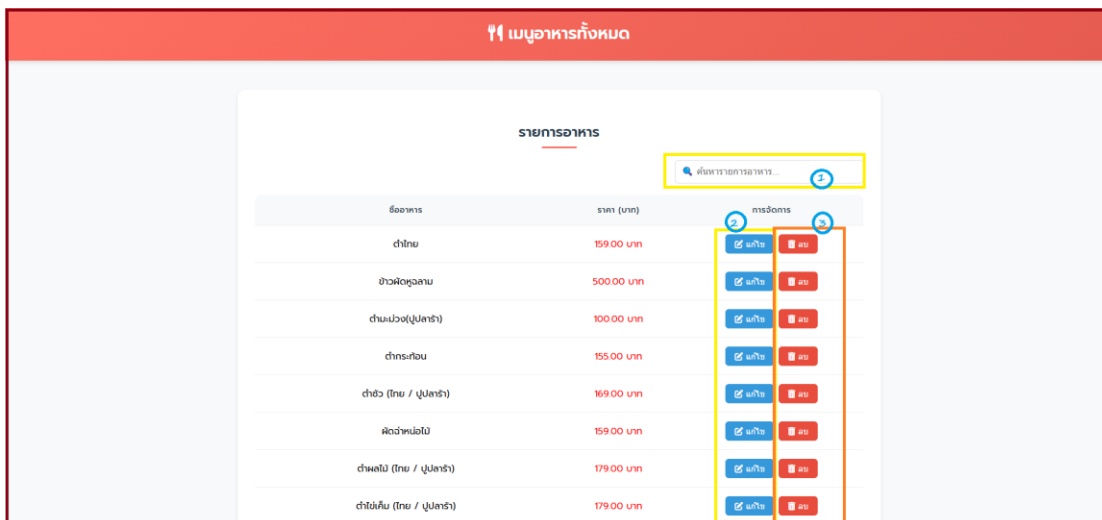 เมนูอาหารทั้งหมด
รายการอาหาร
ค้นหารายการอาหาร...
1
ชื่ออาหาร ราคา (บาท) การจัดการ
2 3
ตำไทย 159.00 บาท แก้ไข ลบ
ข้าวผัดหูฉลาม 500.00 บาท แก้ไข ลบ
ตำมะม่วง(ปูปลาร้า) 100.00 บาท แก้ไข ลบ
ตำกระท้อน 155.00 บาท แก้ไข ลบ
ตำซั่ว (ไทย / ปูปลาร้า) 169.00 บาท แก้ไข ลบ
ผัดฉ่าหน่อไม้ 159.00 บาท แก้ไข ลบ
ตำผลไม้ (ไทย / ปูปลาร้า) 179.00 บาท แก้ไข ลบ
ตำไข่เค็ม (ไทย / ปูปลาร้า) 179.00 บาท แก้ไข ลบ